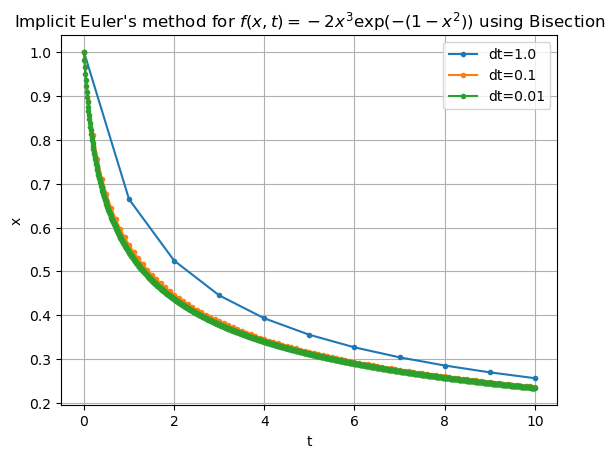 Implicit Euler's method for $f(x, t) = -2x^3\exp(-(1-x^2))$ using Bisection
dt=1.0
dt=0.1
dt=0.01
x
1.0
0.9
0.8
0.7
0.6
0.5
0.4
0.3
0.2
0 2 4 6 8 10
t